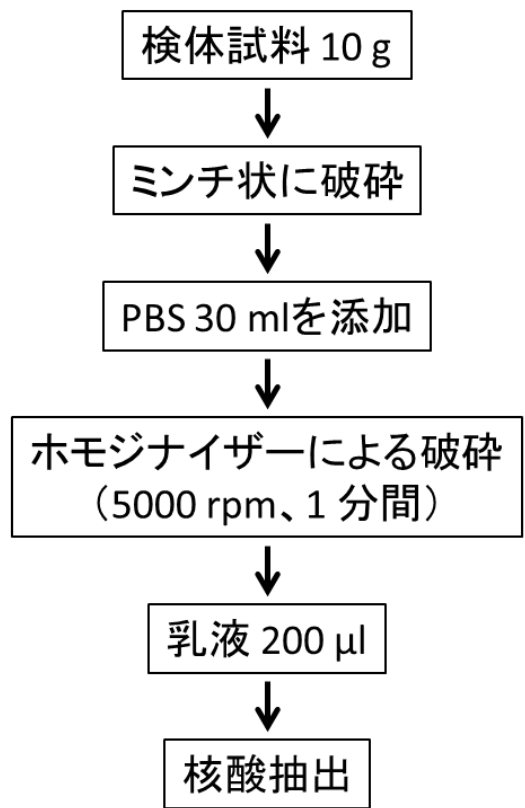 検体試料 10 g
ミンチ状に破砕
PBS 30 mlを添加
ホモジナイザーによる破砕
（5000 rpm、1 分間）
乳液 200 µl
核酸抽出